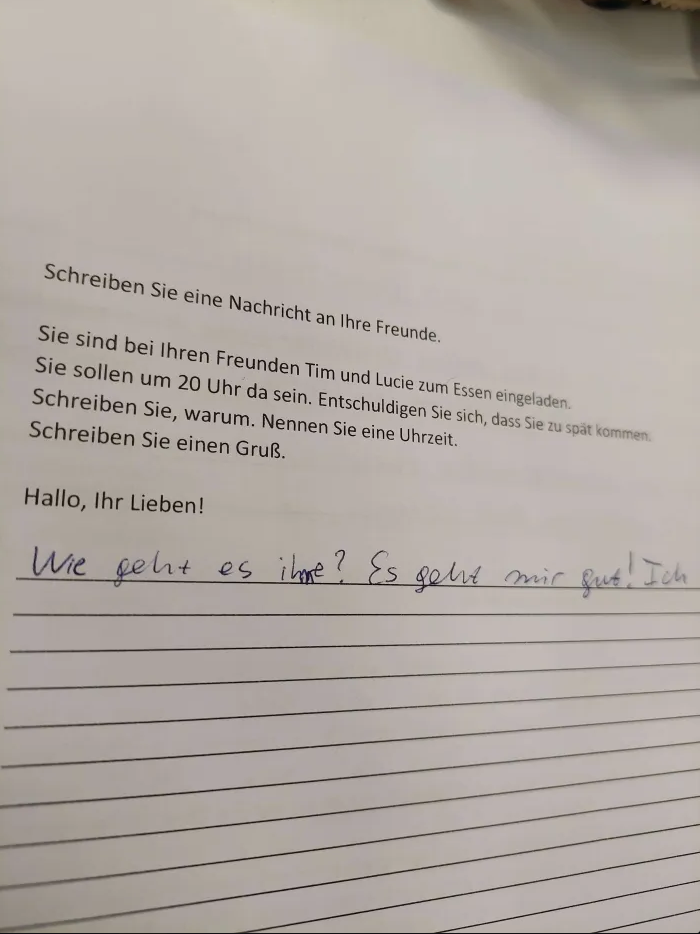 Schreiben Sie eine Nachricht an Ihre Freunde.
Sie sind bei Ihren Freunden Tim und Lucie zum Essen eingeladen.
Sie sollen um 20 Uhr da sein. Entschuldigen Sie sich, dass Sie zu spät kommen.
Schreiben Sie, warum. Nennen Sie eine Uhrzeit.
Schreiben Sie einen Gruß.
Hallo, Ihr Lieben!
Wie geht es ihne? Es geht mir gut! Ich